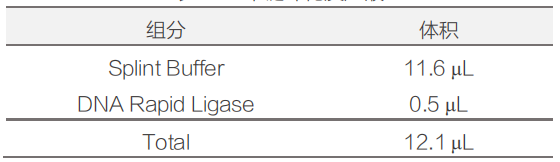 组分 体积
Splint Buffer 11.6 μL
DNA Rapid Ligase 0.5 μL
Total 12.1 μL